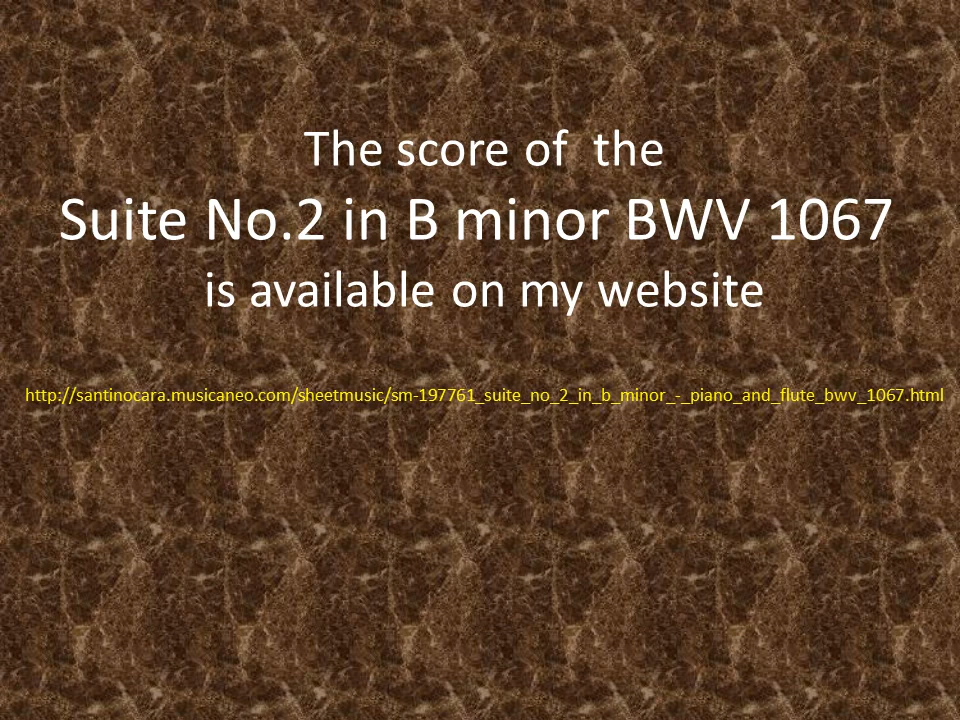 The score of  the
Suite No.2 in B minor BWV 1067
is available on my website
http://santinocara.musicaneo.com/sheetmusic/sm-197761_suite_no_2_in_b_minor_-_piano_and_flute_bwv_1067.html